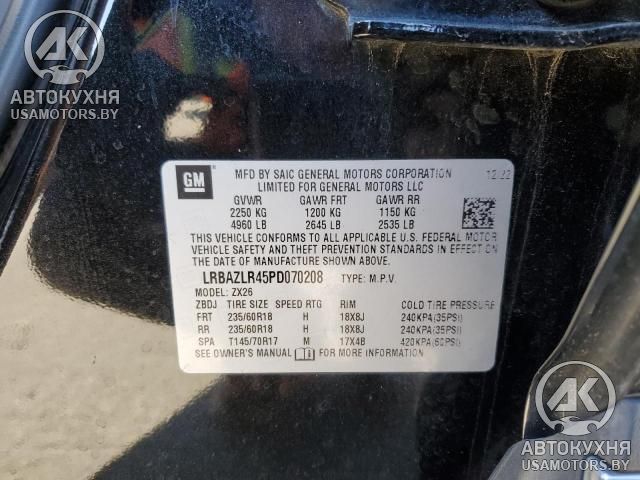 AK
АВТОКУХНЯ
USAMOTORS.BY
GM
MFD BY SAIC GENERAL MOTORS CORPORATION
LIMITED FOR GENERAL MOTORS LLC
12/22
GVWR GAWR FRT GAWR RR
2250 KG 1200 KG 1150 KG
4960 LB 2645 LB 2535 LB
THIS VEHICLE CONFORMS TO ALL APPLICABLE U.S. FEDERAL MOTOR
VEHICLE SAFETY AND THEFT PREVENTION STANDARDS IN EFFECT ON
THE DATE OF MANUFACTURE SHOWN ABOVE.
LRBAZLR45PD070208 TYPE: M.P.V.
MODEL: ZX26
ZBDJ TIRE SIZE SPEED RTG RIM COLD TIRE PRESSURE
FRT 235/60R18 H 18X8J 240KPA(35PSI)
RR 235/60R18 H 18X8J 240KPA(35PSI)
SPA T145/70R17 M 17X4B 420KPA(60PSI)
SEE OWNER'S MANUAL FOR MORE INFORMATION
AK
АВТОКУХНЯ
USAMOTORS.BY